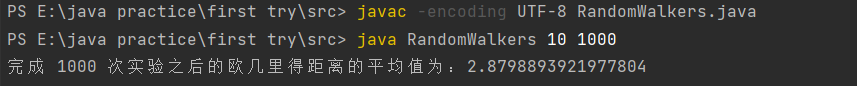 PS E:\java practice\first try\src> javac -encoding UTF-8 RandomWalkers.java
PS E:\java practice\first try\src> java RandomWalkers 10 1000
完成 1000 次实验之后的欧几里得距离的平均值为：2.8798893921977804